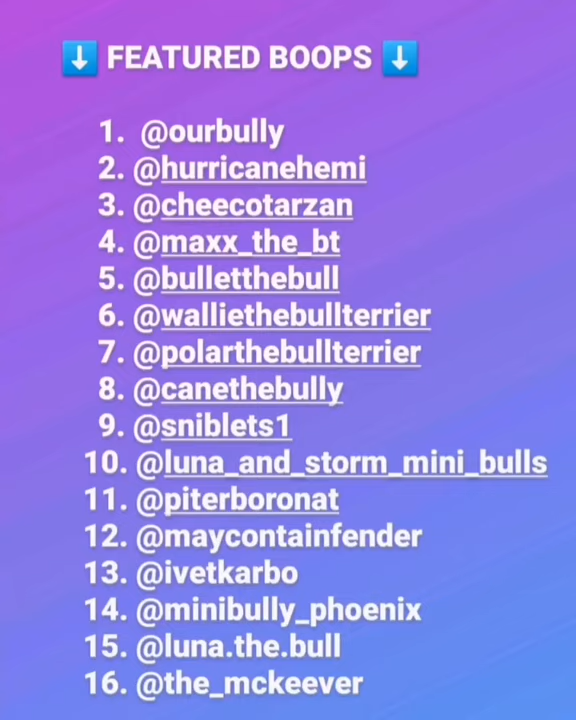 ⬇️ FEATURED BOOPS ⬇️
1. @ourbully
2. @hurricanehemi
3. @cheecotarzan
4. @maxx_the_bt
5. @bulletthebull
6. @walliethebullterrier
7. @polarthebullterrier
8. @canethebully
9. @sniblets1
10. @luna_and_storm_mini_bulls
11. @piterboronat
12. @maycontainfender
13. @ivetkarbo
14. @minibully_phoenix
15. @luna.the.bull
16. @the_mckeever